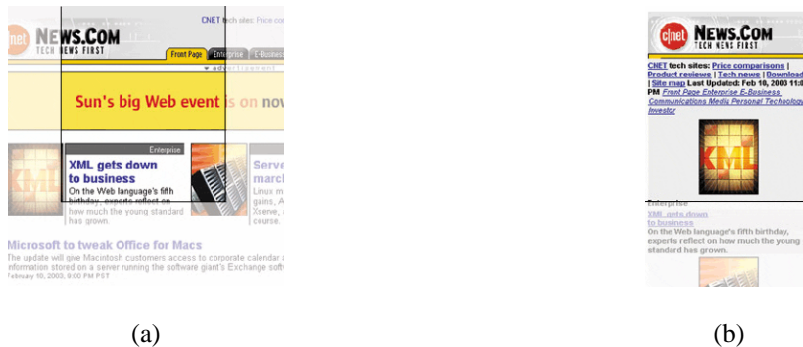 CNET tech sites: Price
c|net NEWS.COM
TECH NEWS FIRST
Front Page Enterprise E-Business
advertisement
Sun's big Web event is on now
Enterprise
XML
XML gets down
to business
On the Web language's fifth
birthday, experts reflect on
how much the young standard
has grown.
Serve
march
Linux m
gains, A
Xserve,
course.
Microsoft to tweak Office for Macs
The update will give Macintosh customers access to corporate calendar
information stored on a server running the software giant's Exchange soft
February 10, 2003, 6:00 PM PST
(a)
c|net NEWS.COM
TECH NEWS FIRST
CNET tech sites: Price comparisons |
Product reviews | Tech news | Download
| Site map Last Updated: Feb 10, 2003 11:0
PM Front Page Enterprise E-Business
Communications Media Personal Technology
Investor
XML
Enterprise
XML gets down
to business
On the Web language's fifth birthday,
experts reflect on how much the young
standard has grown.
(b)